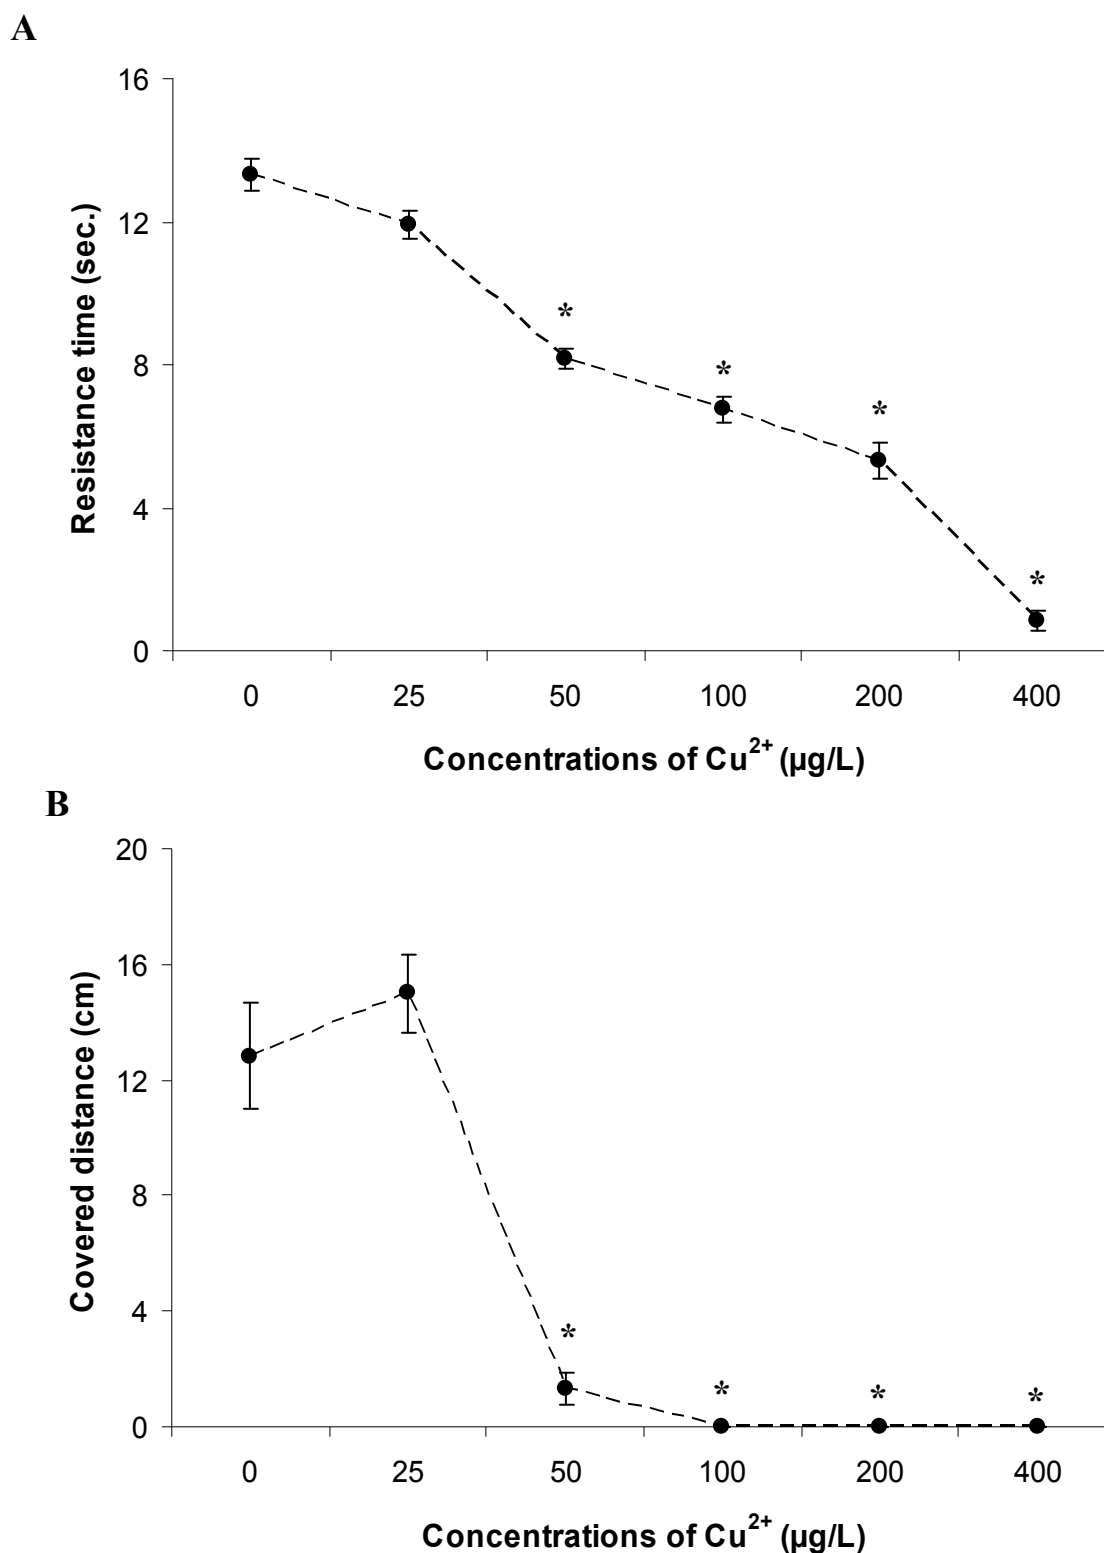 A
16
12
8
4
0
Resistance time (sec.)
*
*
*
*
0 25 50 100 200 400
Concentrations of Cu²⁺ (µg/L)
B
20
16
12
8
4
0
Covered distance (cm)
*
*
*
*
0 25 50 100 200 400
Concentrations of Cu²⁺ (µg/L)